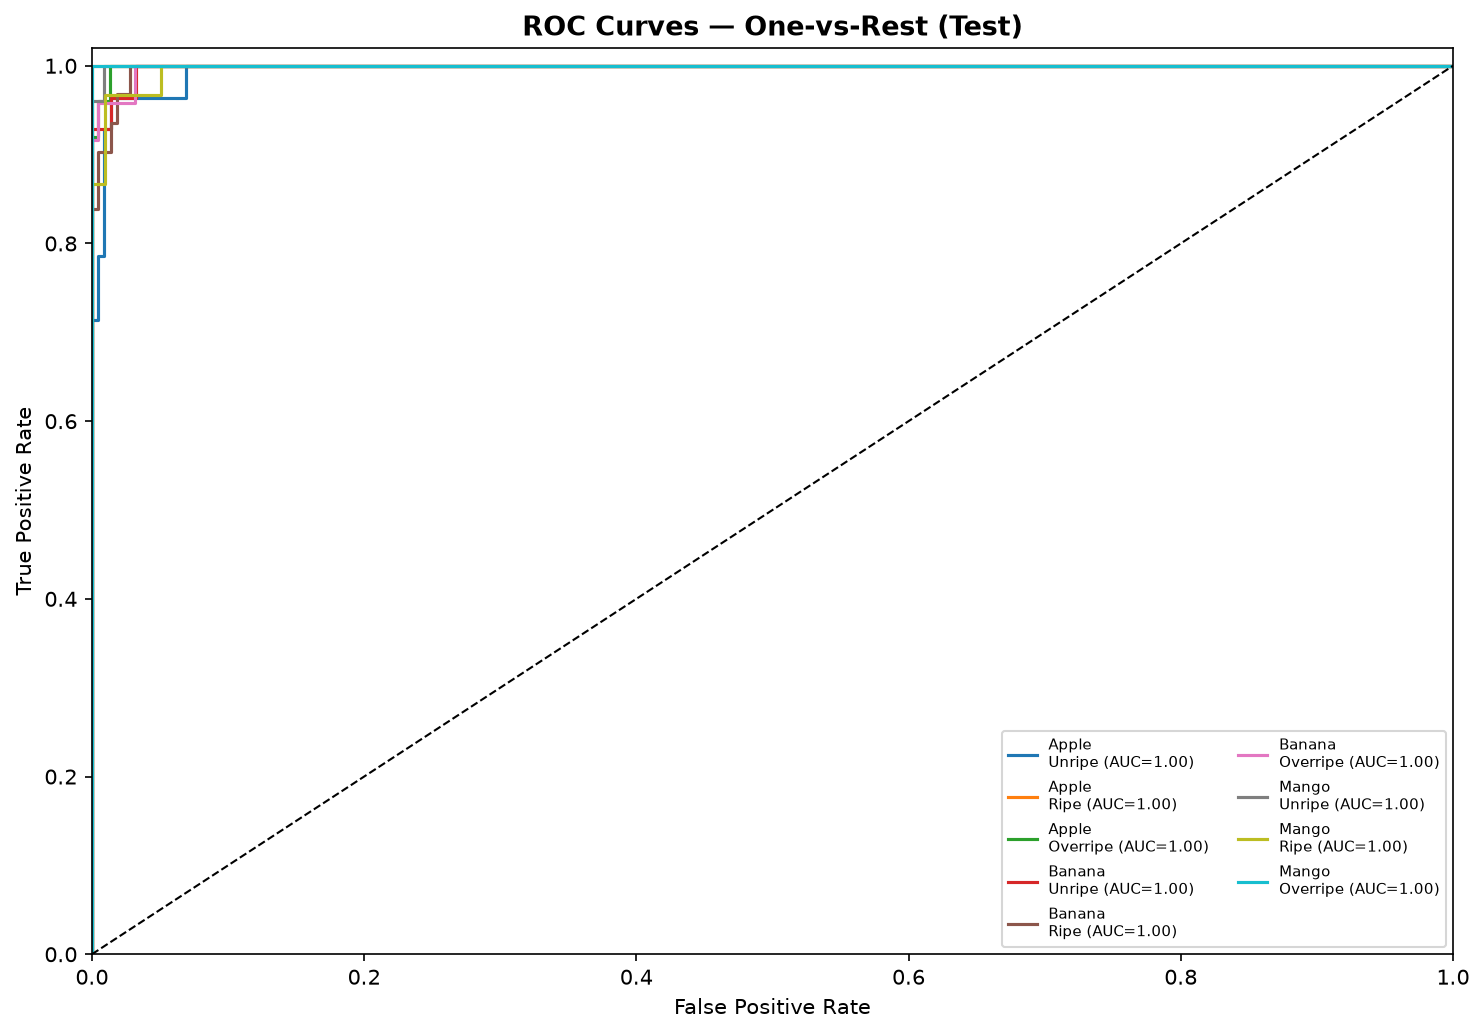 ROC Curves — One-vs-Rest (Test)
True Positive Rate
1.0
0.8
0.6
0.4
0.2
0.0
0.0
0.2
0.4
0.6
0.8
1.0
False Positive Rate
Apple
Unripe (AUC=1.00)
Apple
Ripe (AUC=1.00)
Apple
Overripe (AUC=1.00)
Banana
Unripe (AUC=1.00)
Banana
Ripe (AUC=1.00)
Banana
Overripe (AUC=1.00)
Mango
Unripe (AUC=1.00)
Mango
Ripe (AUC=1.00)
Mango
Overripe (AUC=1.00)